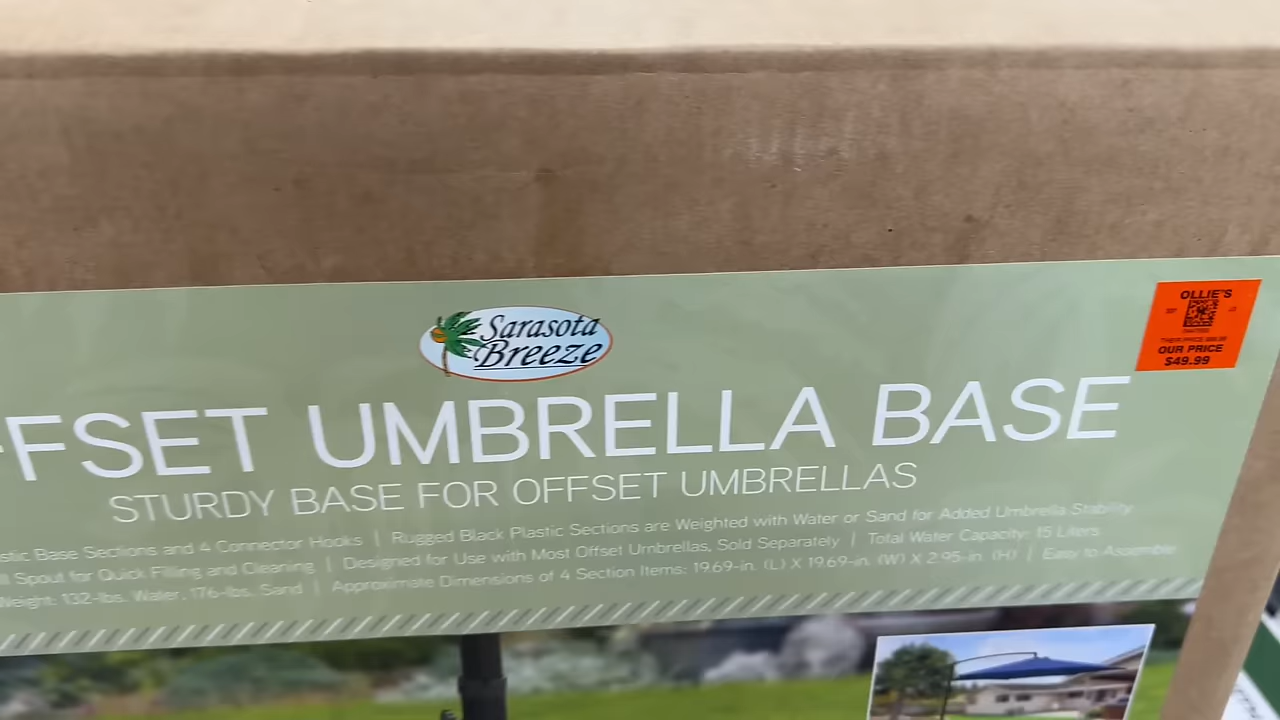 Sarasota
Breeze
OLLIE'S
OUR PRICE
$49.99
FFSET UMBRELLA BASE
STURDY BASE FOR OFFSET UMBRELLAS
stic Base Sections and 4 Connector Hooks | Rugged Black Plastic Sections are Weighted with Water or Sand for Added Umbrella Stability
Spout for Quick Filling and Cleaning | Designed for Use with Most Offset Umbrellas, Sold Separately | Total Water Capacity: 15 Liters
Weight: 132-lbs. Water, 176-lbs. Sand | Approximate Dimensions of 4 Section Items: 19.69-in. (L) X 19.69-in. (W) X 2.95-in. (H) | Easy to Assemble